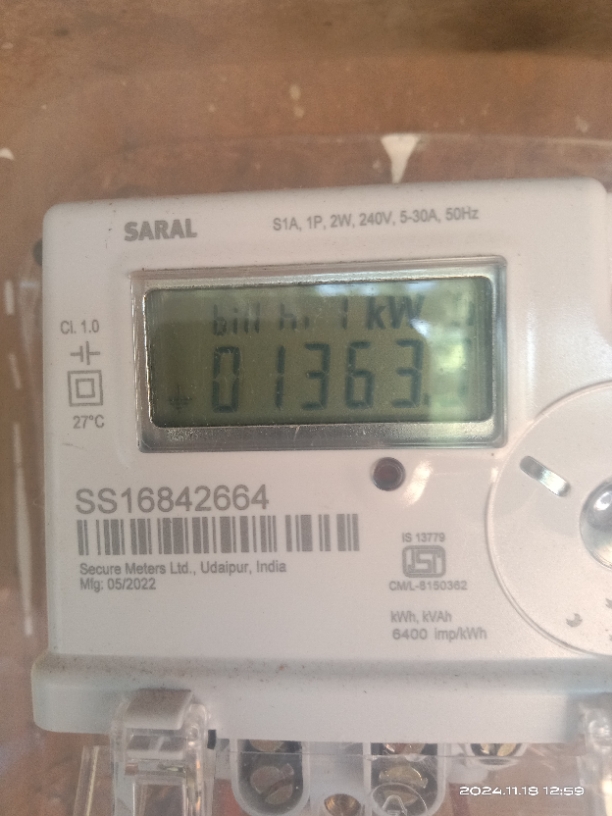 SARAL
S1A, 1P, 2W, 240V, 5-30A, 50Hz
Cl. 1.0
bill hi 1 kW
01363.
27°C
SS16842664
Secure Meters Ltd., Udaipur, India
Mfg: 05/2022
IS 13779
CM/L-8150362
kWh, kVAh
6400 imp/kWh
2024.11.18 12:59